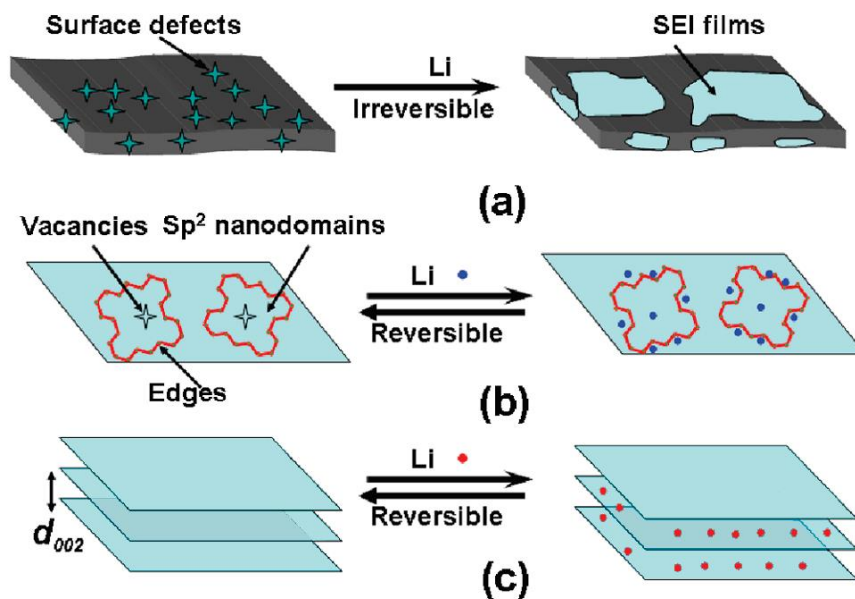 Surface defects
SEI films
Li
Irreversible
(a)
Vacancies Sp² nanodomains
Li
Reversible
Edges
(b)
Li
Reversible
d002
(c)